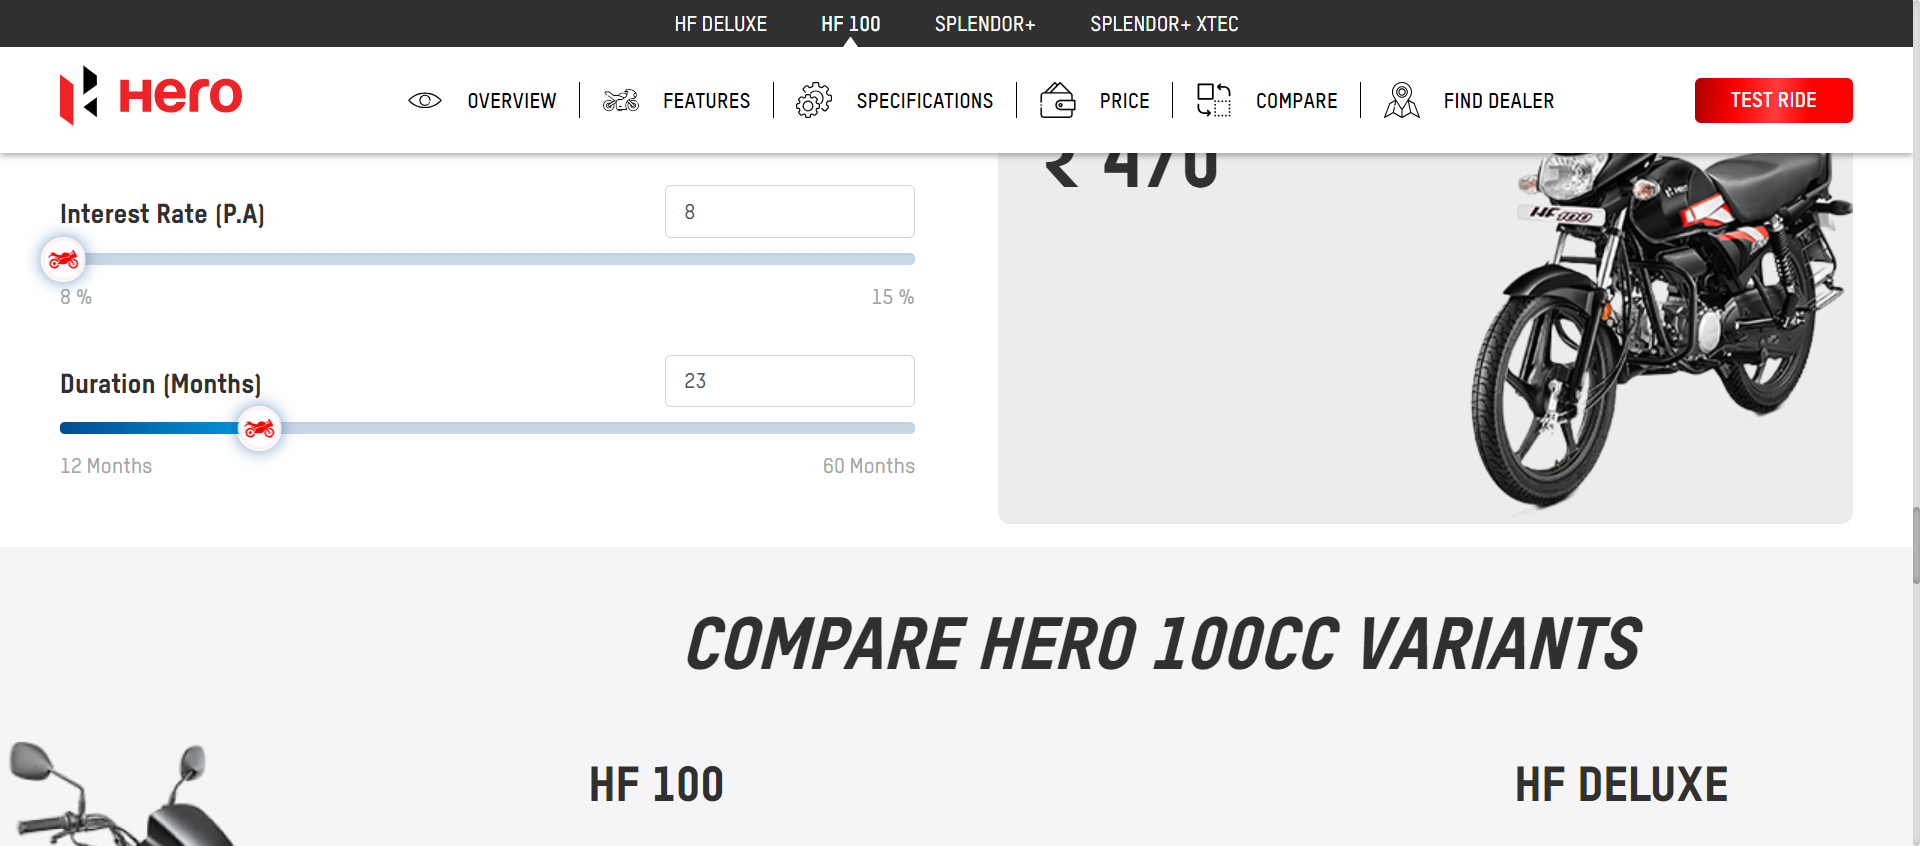 HF DELUXE HF 100 SPLENDOR+ SPLENDOR+ XTEC
Hero OVERVIEW FEATURES SPECIFICATIONS PRICE COMPARE FIND DEALER TEST RIDE
₹ 470
Interest Rate (P.A) 8
8 % 15 %
HF 100
Duration (Months) 23
12 Months 60 Months
COMPARE HERO 100CC VARIANTS
HF 100 HF DELUXE